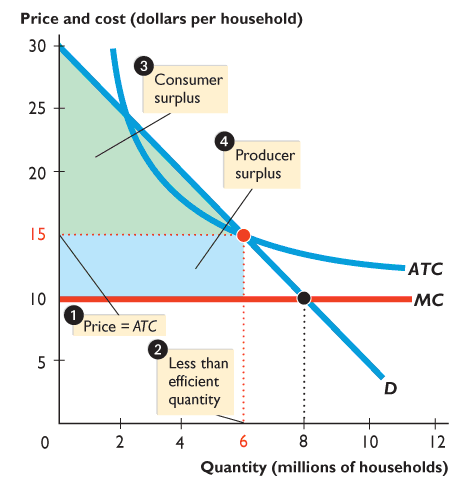 Price and cost (dollars per household)
30
3
Consumer
surplus
25
4
Producer
surplus
20
15
ATC
10
MC
1
Price = ATC
2
Less than
efficient
quantity
5
D
0
2
4
6
8
10
12
Quantity (millions of households)